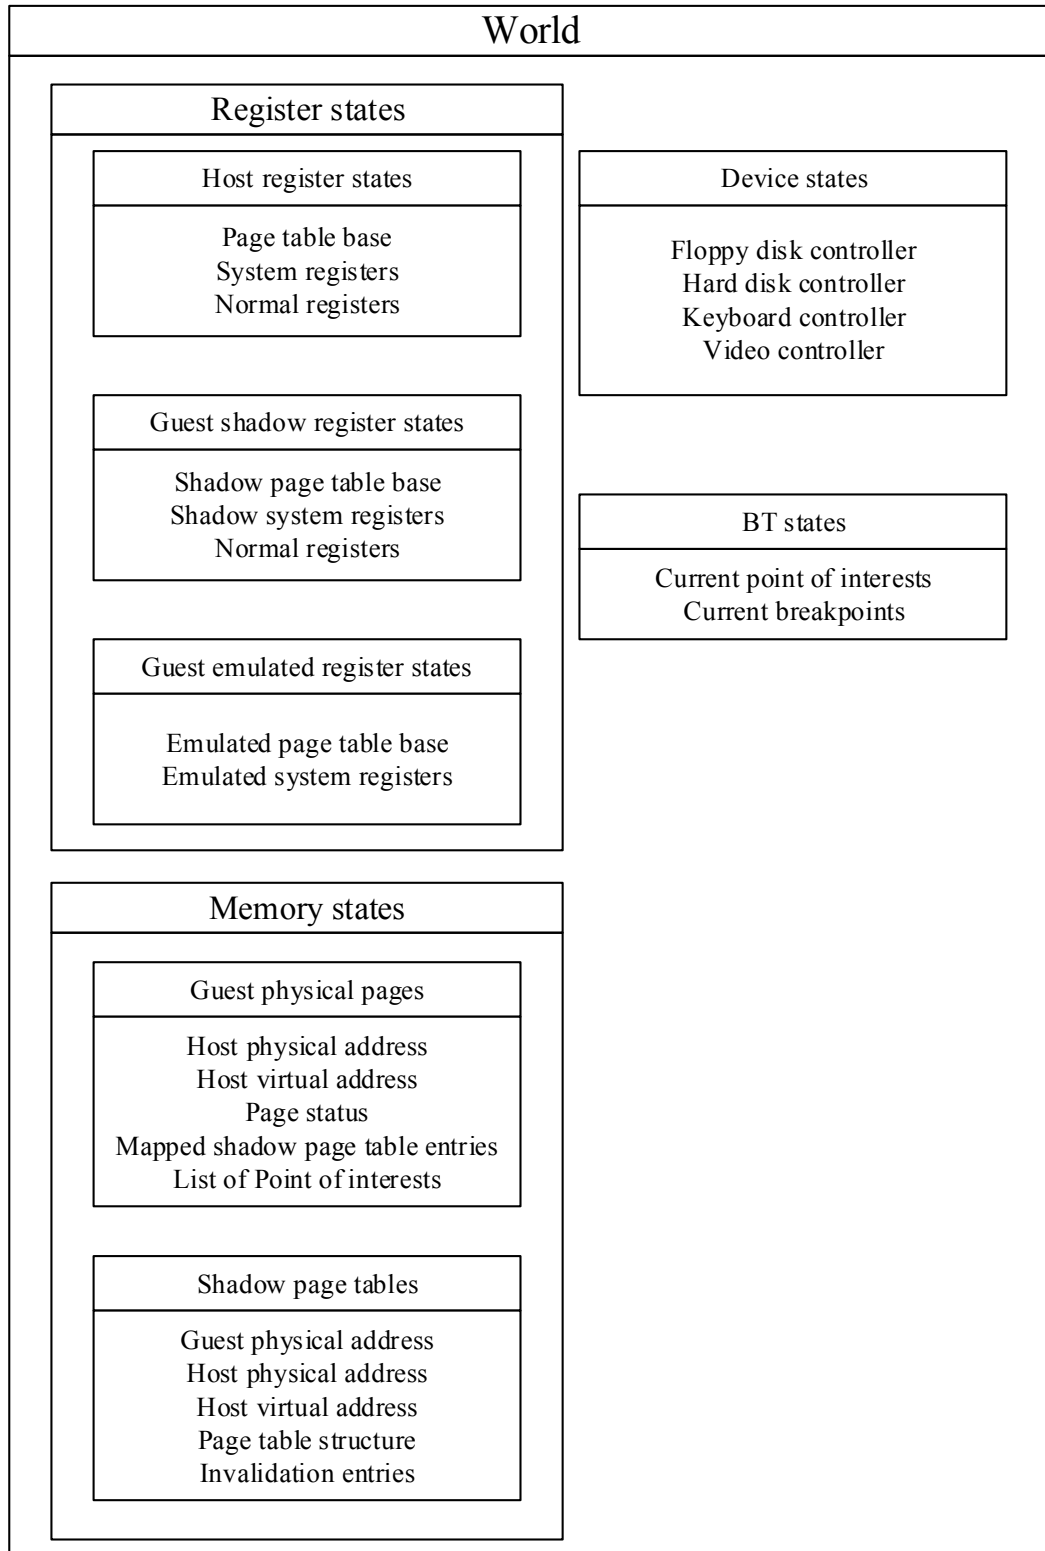 World
Register states
Host register states
Page table base
System registers
Normal registers
Guest shadow register states
Shadow page table base
Shadow system registers
Normal registers
Guest emulated register states
Emulated page table base
Emulated system registers
Device states
Floppy disk controller
Hard disk controller
Keyboard controller
Video controller
BT states
Current point of interests
Current breakpoints
Memory states
Guest physical pages
Host physical address
Host virtual address
Page status
Mapped shadow page table entries
List of Point of interests
Shadow page tables
Guest physical address
Host physical address
Host virtual address
Page table structure
Invalidation entries